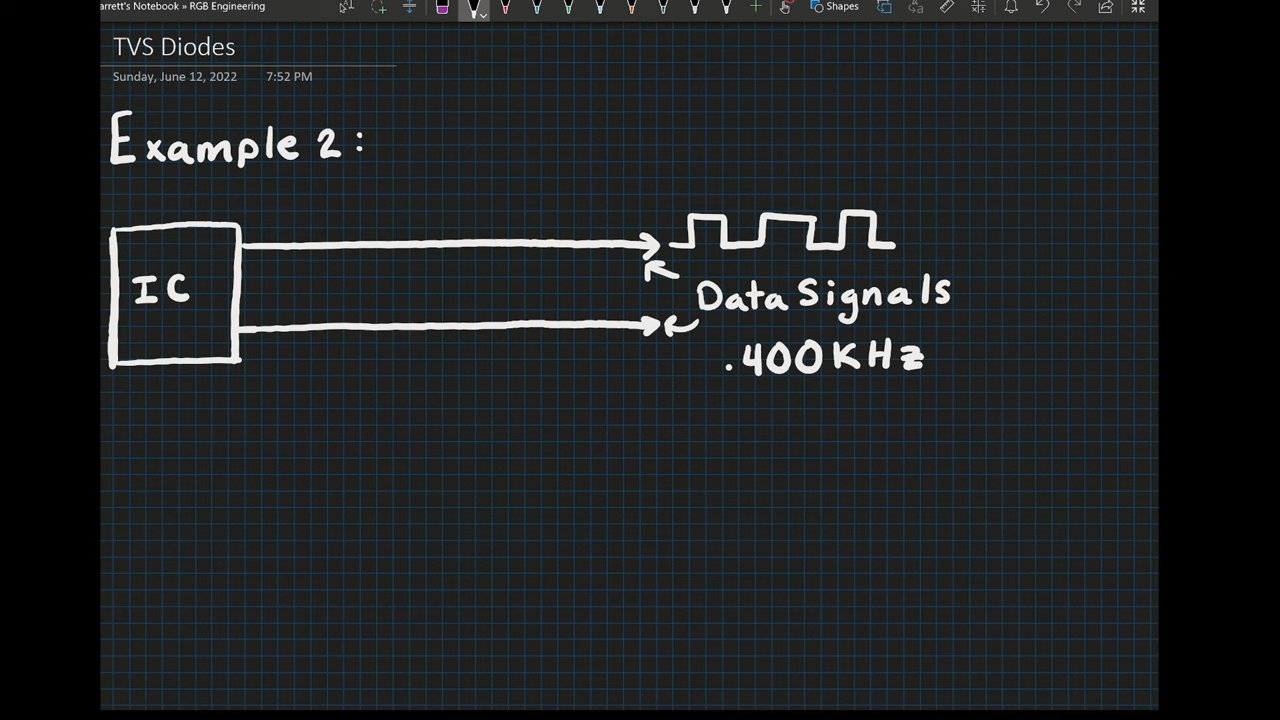 arrett's Notebook » RGB Engineering
Shapes
TVS Diodes
Sunday, June 12, 2022 7:52 PM
Example 2:
IC
Data Signals
.400KHz